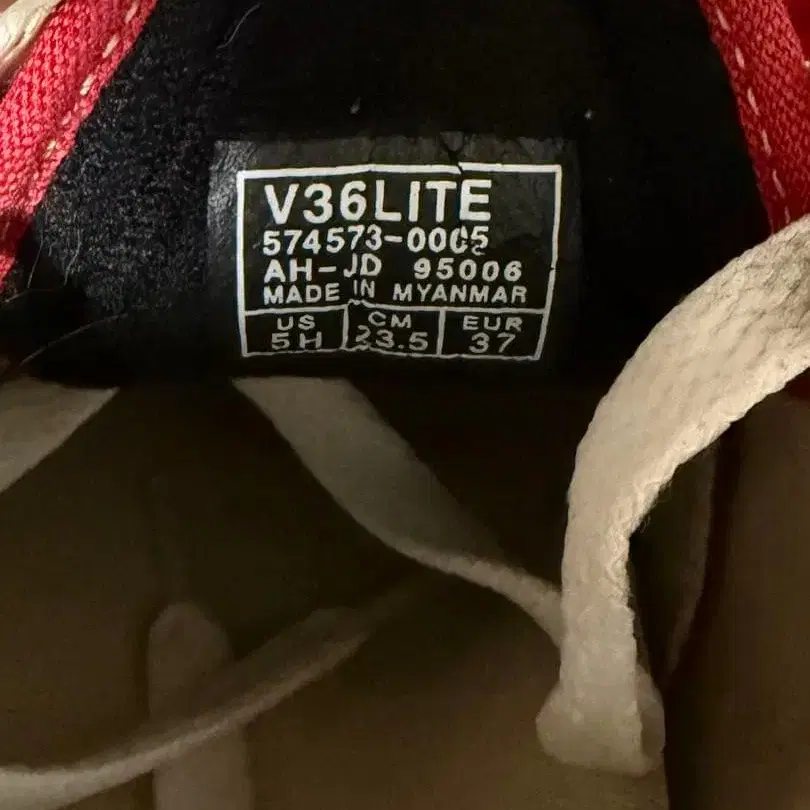 V36LITE
574573-0005
AH-JD 95006
MADE IN MYANMAR
US CM EUR
5H 23.5 37